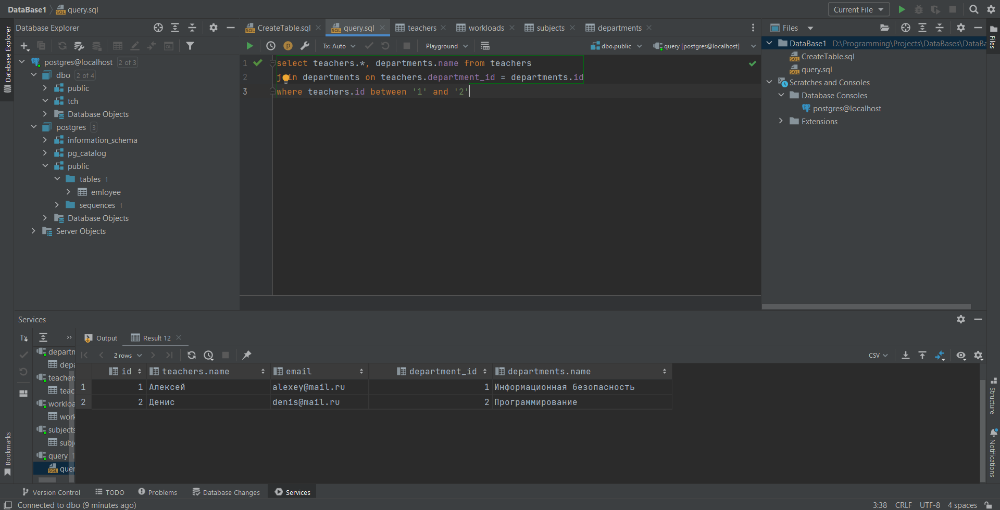 DataBase1 query.sql
Current File
Database Explorer
CreateTable.sql query.sql teachers workloads subjects departments
Files
Tx: Auto Playground dbo.public query [postgres@localhost]
Database Explorer
postgres@localhost 2 of 3
dbo 2 of 4
public
tch
Database Objects
postgres 3
information_schema
pg_catalog
public
tables 1
emloyee
sequences 1
Database Objects
Server Objects
1 select teachers.*, departments.name from teachers
2 join departments on teachers.department_id = departments.id
3 where teachers.id between '1' and '2'
DataBase1 D:\Programming\Projects\DataBases\DataBa
CreateTable.sql
query.sql
Scratches and Consoles
Database Consoles
postgres@localhost
Extensions
Files
Services
Tx
Output Result 12
2 rows
CSV
departm
depa
teachers
teac
workloa
work
subjects
subj
query 1
quer
id teachers.name email department_id departments.name
1 1 Алексей alexey@mail.ru 1 Информационная безопасность
2 2 Денис denis@mail.ru 2 Программирование
Structure
Notifications
Bookmarks
Version Control TODO Problems Database Changes Services
Connected to dbo (9 minutes ago)
3:38 CRLF UTF-8 4 spaces